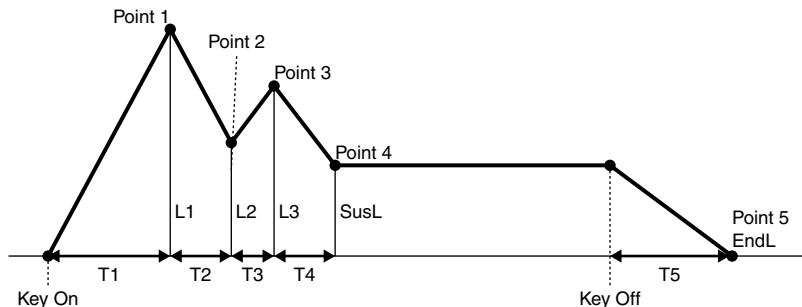 Point 1
Point 2
Point 3
Point 4
L1
L2
L3
SusL
Point 5
EndL
T1
T2
T3
T4
T5
Key On
Key Off